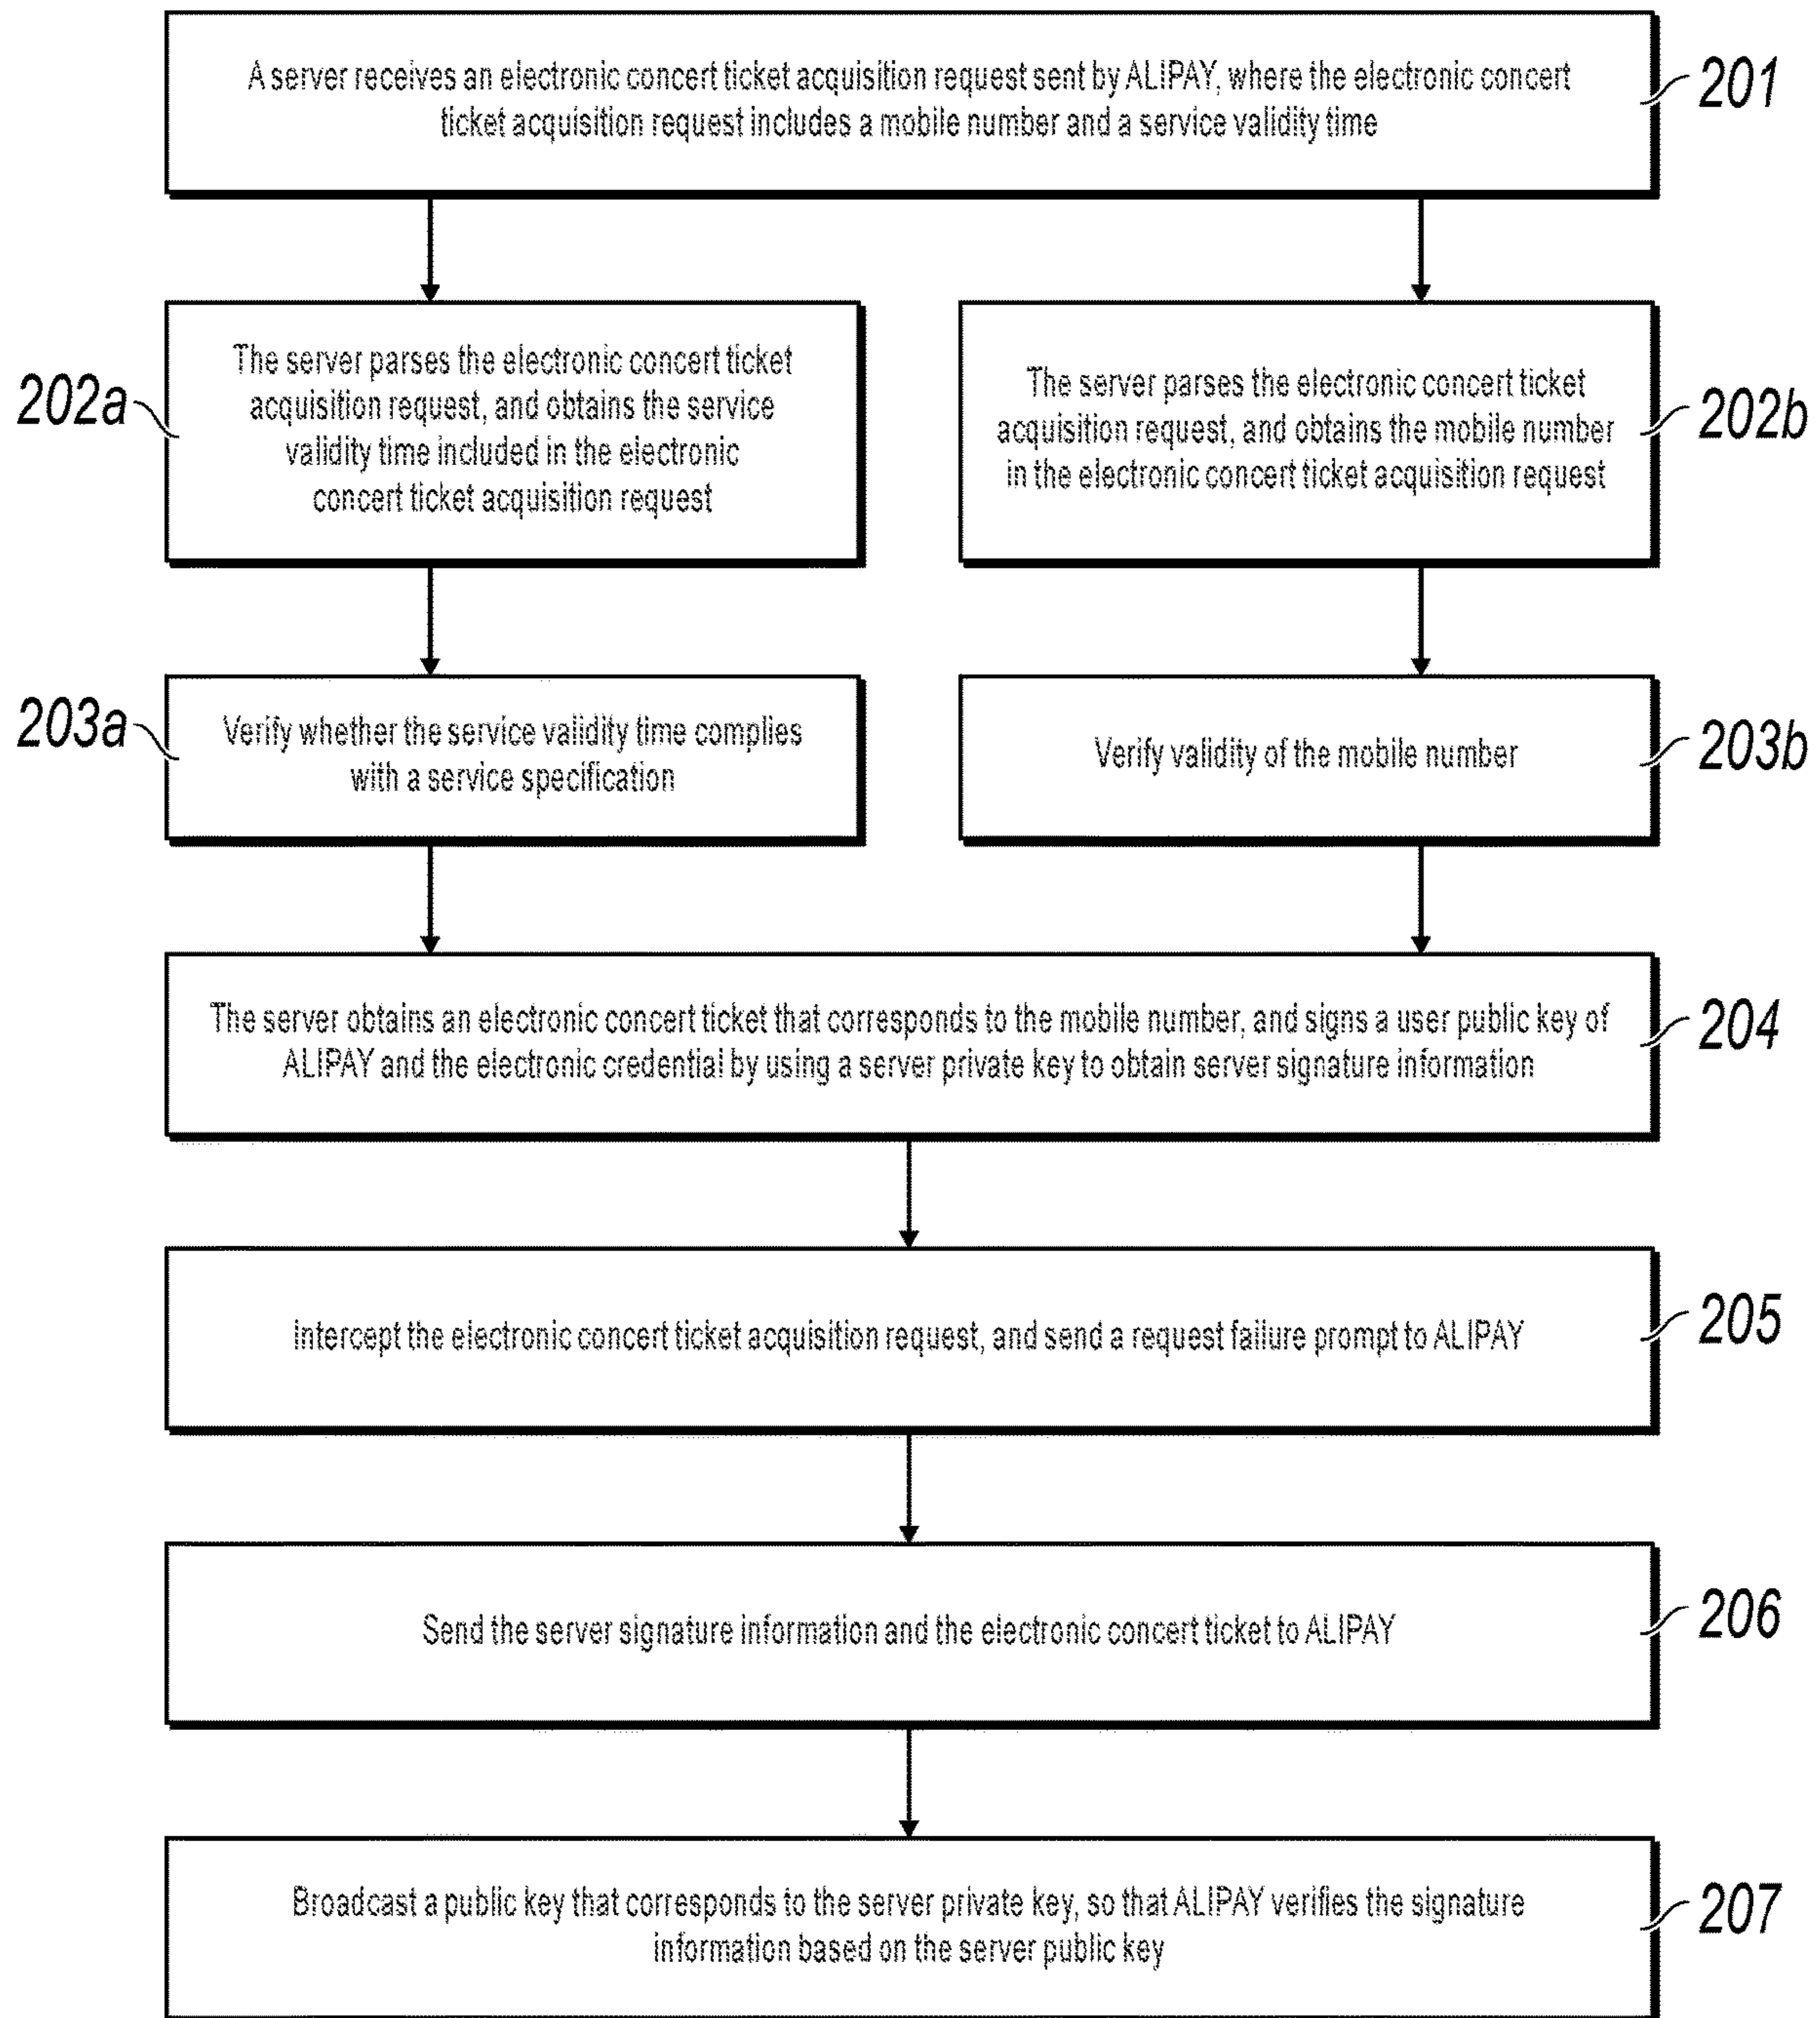 A server receives an electronic concert ticket acquisition request sent by ALIPAY, where the electronic concert
ticket acquisition request includes a mobile number and a service validity time
201
The server parses the electronic concert ticket
acquisition request, and obtains the service
validity time included in the electronic
concert ticket acquisition request
202a
The server parses the electronic concert ticket
acquisition request, and obtains the mobile number
in the electronic concert ticket acquisition request
202b
Verify whether the service validity time complies
with a service specification
203a
Verify validity of the mobile number
203b
The server obtains an electronic concert ticket that corresponds to the mobile number, and signs a user public key of
ALIPAY and the electronic credential by using a server private key to obtain server signature information
204
Intercept the electronic concert ticket acquisition request, and send a request failure prompt to ALIPAY
205
Send the server signature information and the electronic concert ticket to ALIPAY
206
Broadcast a public key that corresponds to the server private key, so that ALIPAY verifies the signature
information based on the server public key
207